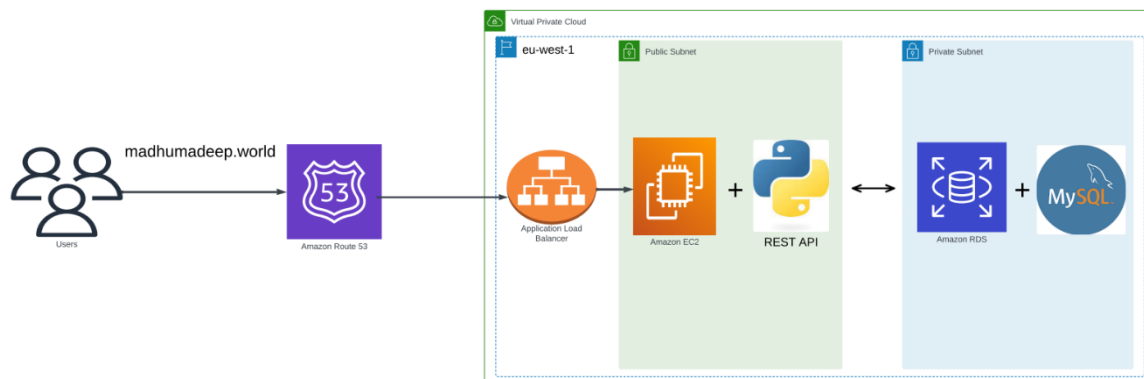 Virtual Private Cloud
eu-west-1
Public Subnet
Private Subnet
madhumadeep.world
53
MySQL
Users
Amazon Route 53
Application Load
Balancer
Amazon EC2
REST API
Amazon RDS
+
+